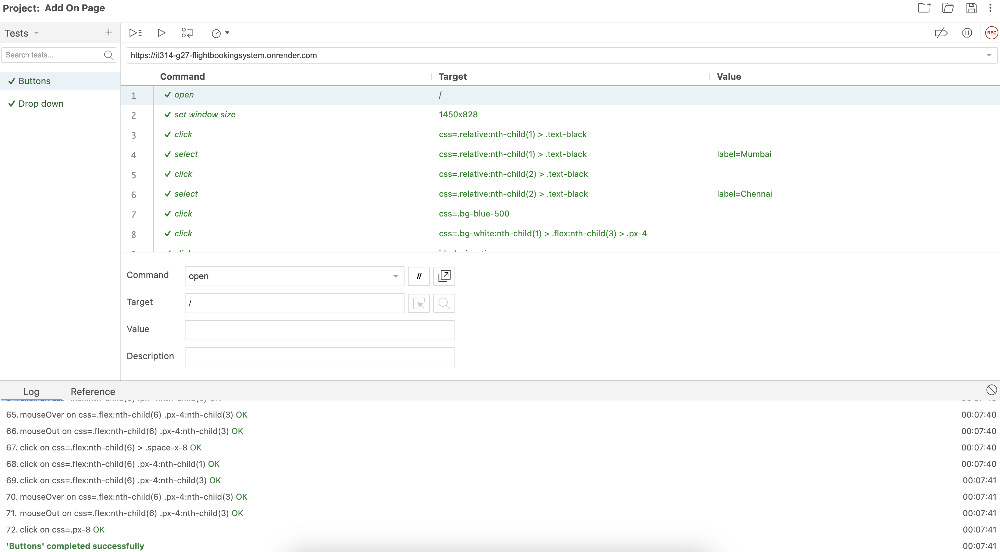 Project: Add On Page
Tests
Search tests...
Buttons
Drop down
REC
https://it314-g27-flightbookingsystem.onrender.com
Command Target Value
1 open /
2 set window size 1450x828
3 click css=.relative:nth-child(1) > .text-black
4 select css=.relative:nth-child(1) > .text-black label=Mumbai
5 click css=.relative:nth-child(2) > .text-black
6 select css=.relative:nth-child(2) > .text-black label=Chennai
7 click css=.bg-blue-500
8 click css=.bg-white:nth-child(1) > .flex:nth-child(3) > .px-4
Command open //
Target /
Value
Description
Log Reference
65. mouseOver on css=.flex:nth-child(6) .px-4:nth-child(3) OK 00:07:40
66. mouseOut on css=.flex:nth-child(6) .px-4:nth-child(3) OK 00:07:40
67. click on css=.flex:nth-child(6) > .space-x-8 OK 00:07:40
68. click on css=.flex:nth-child(6) .px-4:nth-child(1) OK 00:07:40
69. click on css=.flex:nth-child(6) .px-4:nth-child(3) OK 00:07:41
70. mouseOver on css=.flex:nth-child(6) .px-4:nth-child(3) OK 00:07:41
71. mouseOut on css=.flex:nth-child(6) .px-4:nth-child(3) OK 00:07:41
72. click on css=.px-8 OK 00:07:41
'Buttons' completed successfully 00:07:41